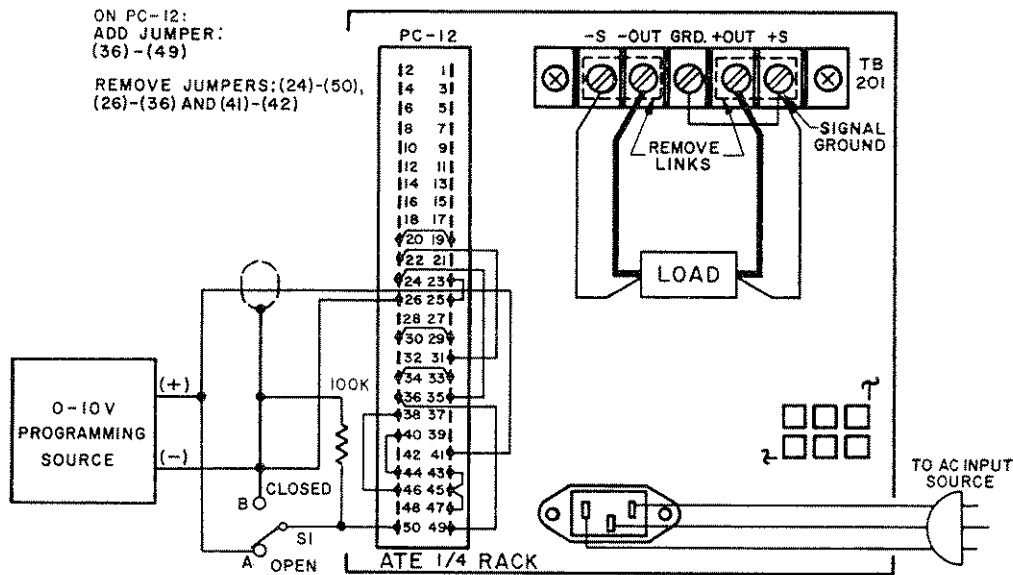 ON PC-12:
ADD JUMPER:
(36)-(49)
REMOVE JUMPERS:(24)-(50),
(26)-(36) AND (41)-(42)
PC-12
2 1
4 3
6 5
8 7
10 9
12 11
14 13
16 15
18 17
20 19
22 21
24 23
26 25
28 27
30 29
32 31
34 33
36 35
38 37
40 39
42 41
44 43
46 45
48 47
50 49
-S -OUT GRD. +OUT +S
TB
201
REMOVE
LINKS
SIGNAL
GROUND
LOAD
0-10V
PROGRAMMING
SOURCE
(+)
(-)
100K
B
CLOSED
S1
A
OPEN
ATE 1/4 RACK
TO AC INPUT
SOURCE